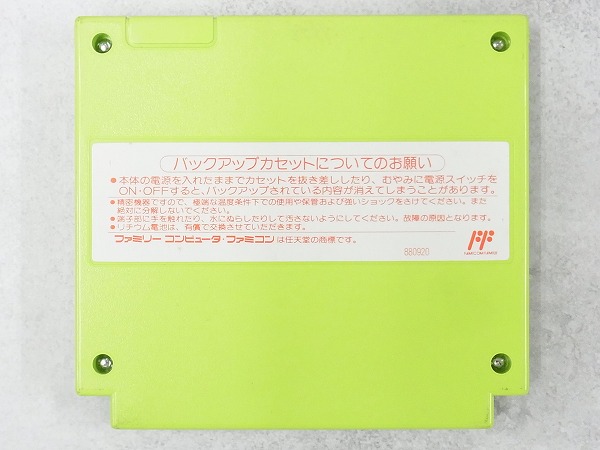 バックアップカセットについてのお願い
●本体の電源を入れたままでカセットを抜き差ししたり、むやみに電源スイッチを
ON・OFFすると、バックアップされている内容が消えてしまうことがあります。
●精密機器ですので、極端な温度条件下での使用や保管および強いショックをさけてください。また
絶対に分解しないでください。
●端子部に手を触れたり、水にぬらしたりして汚さないようにしてください。故障の原因となります。
●リチウム電池は、有償で交換させていただきます。
ファミリー コンピュータ・ファミコンは任天堂の商標です。
880920
FF
FAMICOM FAMILY